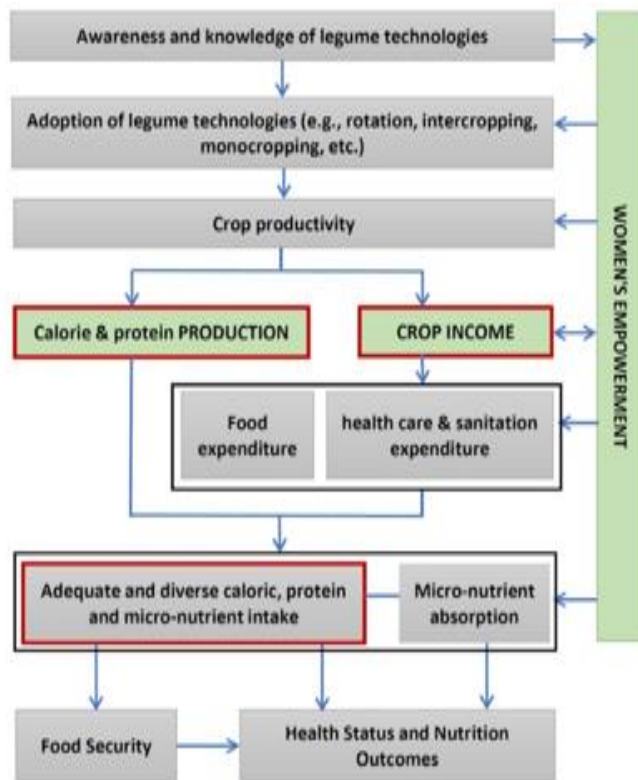 Awareness and knowledge of legume technologies
Adoption of legume technologies (e.g., rotation, intercropping,
monocropping, etc.)
Crop productivity
Calorie & protein PRODUCTION
CROP INCOME
Food
expenditure
health care & sanitation
expenditure
Adequate and diverse caloric, protein
and micro-nutrient intake
Micro-nutrient
absorption
Food Security
Health Status and Nutrition
Outcomes
WOMEN'S EMPOWERMENT